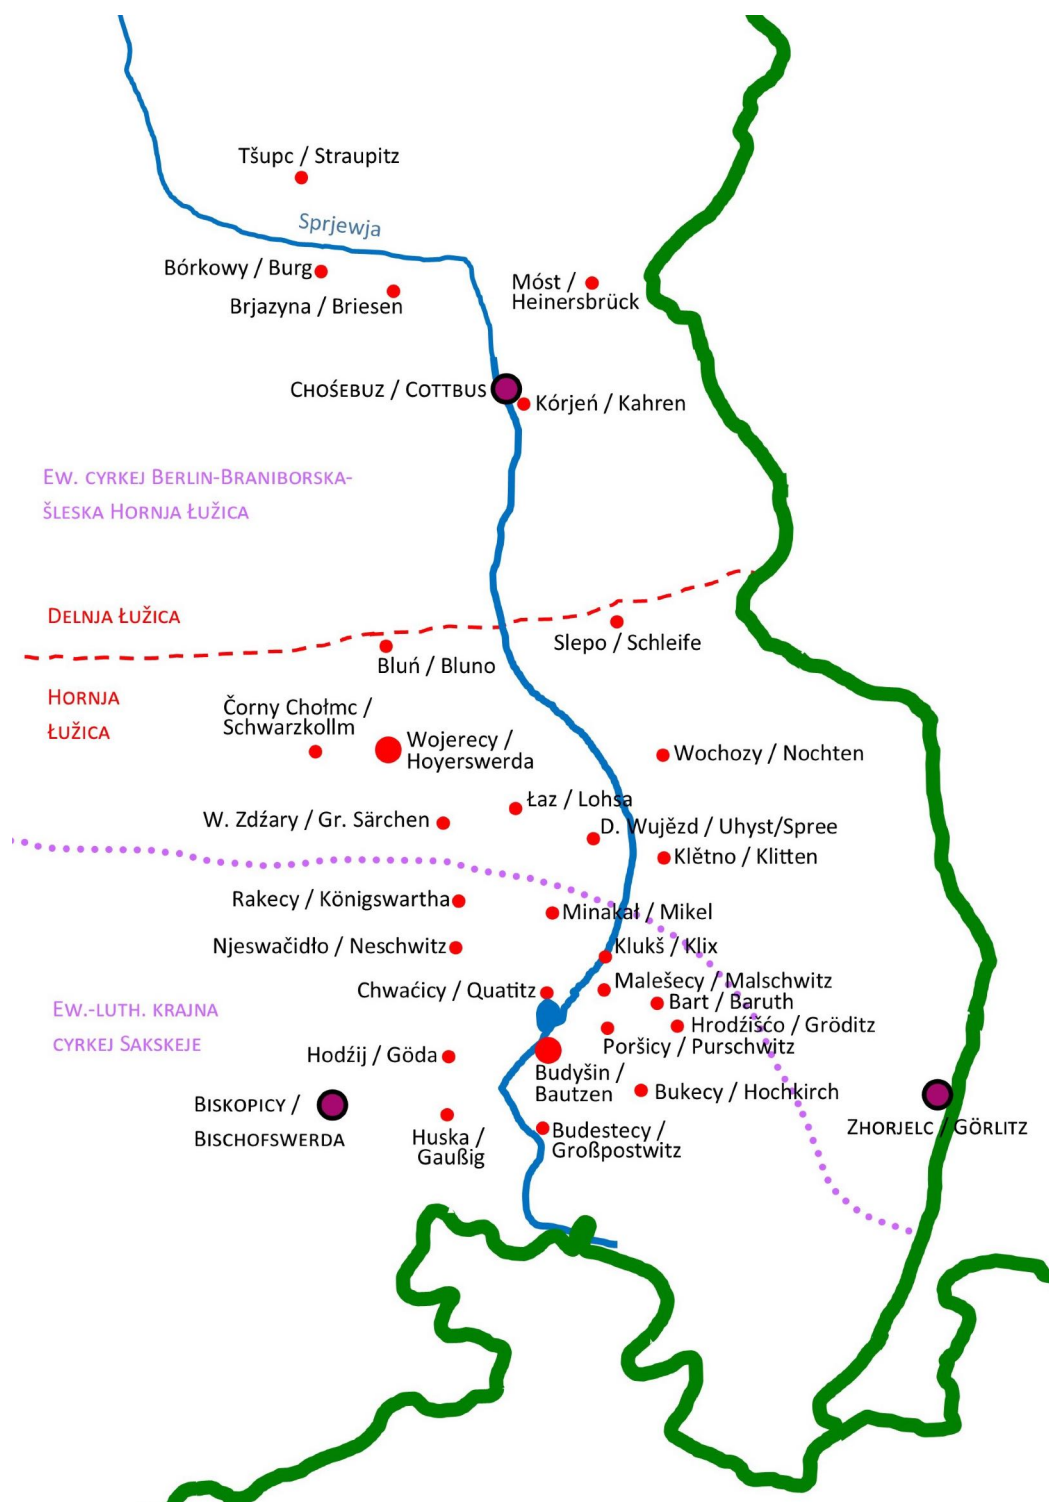 Tšupc / Straupitz
Sprjewja
Bórkowy / Burg
Brjazyna / Briesen
Móst /
Heinersbrück
Chośebuz / Cottbus
Kórjeń / Kahren
Ew. cyrkej Berlin-Braniborska-
šleska Hornja Łužica
Delnja Łužica
Slepo / Schleife
Bluń / Bluno
Hornja
Łužica
Čorny Chołmc /
Schwarzkollm
Wojerecy /
Hoyerswerda
Wochozy / Nochten
Łaz / Lohsa
W. Zdźary / Gr. Särchen
D. Wujězd / Uhyst/Spree
Klětno / Klitten
Rakecy / Königswartha
Minakał / Mikel
Njeswačidło / Neschwitz
Klukš / Klix
Chwaćicy / Quatitz
Malešecy / Malschwitz
Bart / Baruth
Ew.-luth. krajna
cyrkej Sakskeje
Hrodźišćo / Gröditz
Poršicy / Purschwitz
Hodźij / Göda
Budyšin /
Bautzen
Bukecy / Hochkirch
Biskopicy /
Bischofswerda
Zhorjelc / Görlitz
Huska /
Gaußig
Budestecy /
Großpostwitz